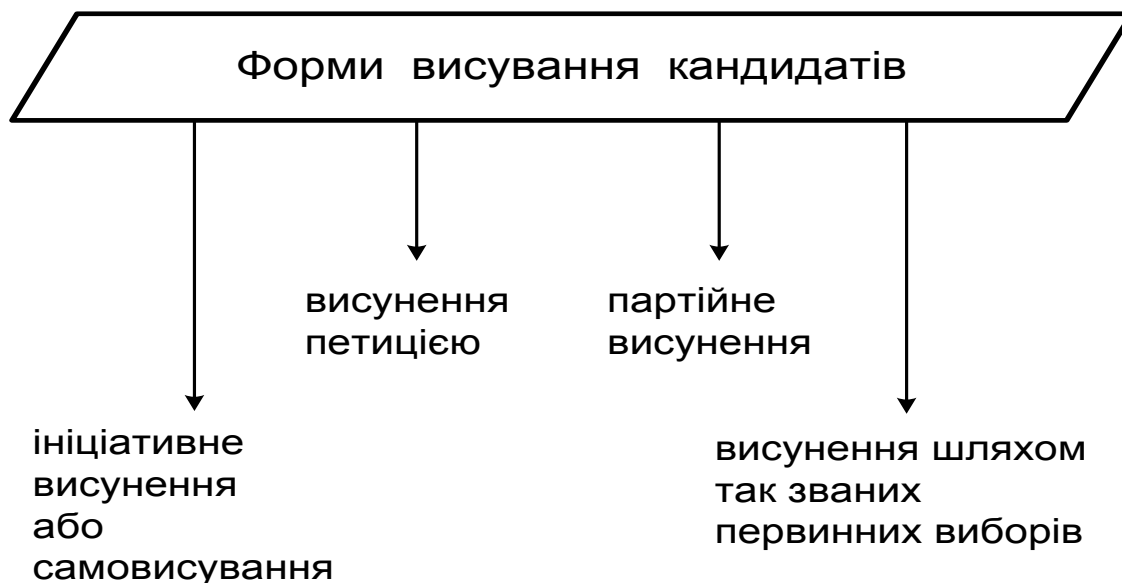 Форми висування кандидатів
висунення
петицією
партійне
висунення
ініціативне
висунення
або
самовисування
висунення шляхом
так званих
первинних виборів